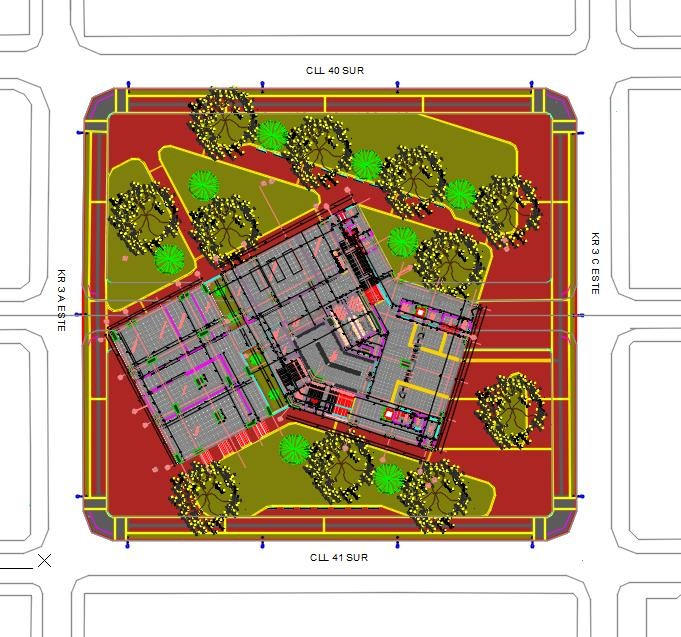 CLL 40 SUR
KR 3 C ESTE
KR 3 A ESTE
CLL 41 SUR